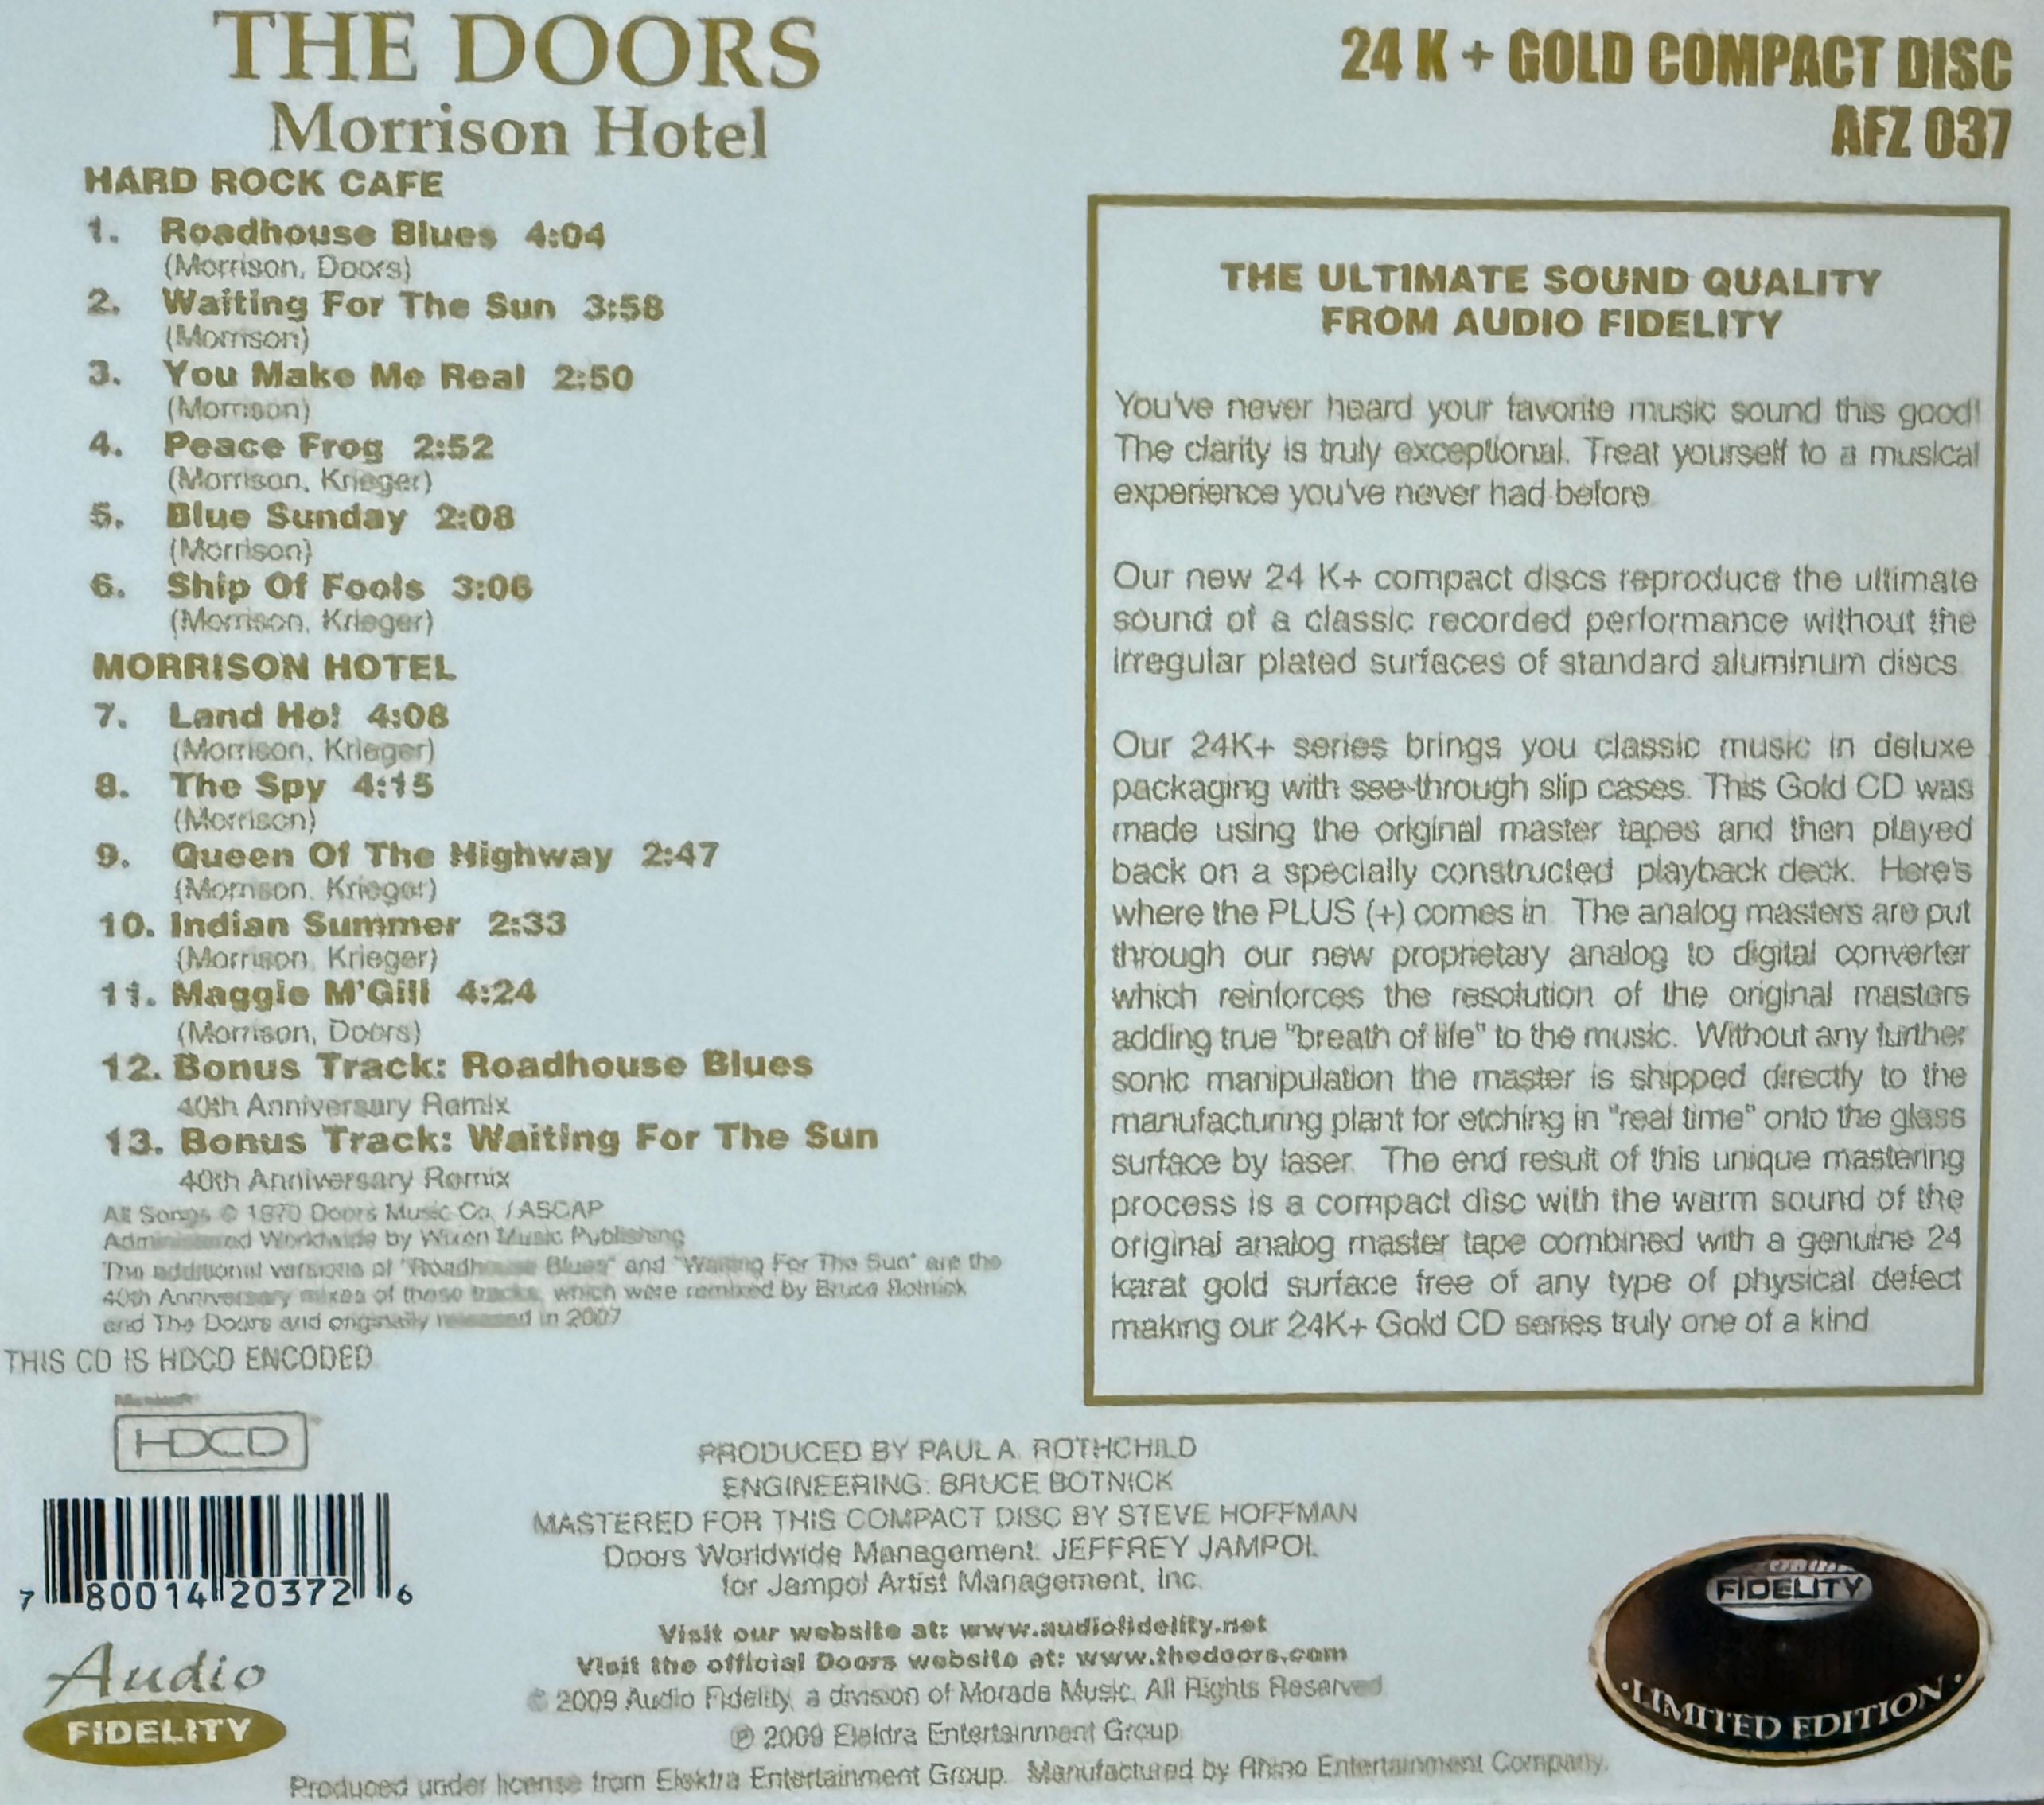 THE DOORS
Morrison Hotel
HARD ROCK CAFE
1. Roadhouse Blues 4:04
(Morrison, Doors)
2. Waiting For The Sun 3:58
(Morrison)
3. You Make Me Real 2:50
(Morrison)
4. Peace Frog 2:52
(Morrison, Krieger)
5. Blue Sunday 2:08
(Morrison)
6. Ship Of Fools 3:06
(Morrison, Krieger)
MORRISON HOTEL
7. Land Ho! 4:08
(Morrison, Krieger)
8. The Spy 4:15
(Morrison)
9. Queen Of The Highway 2:47
(Morrison, Krieger)
10. Indian Summer 2:33
(Morrison, Krieger)
11. Maggie M'Gill 4:24
(Morrison, Doors)
12. Bonus Track: Roadhouse Blues
40th Anniversary Remix
13. Bonus Track: Waiting For The Sun
40th Anniversary Remix
All Songs © 1970 Doors Music Co. / ASCAP
Administered Worldwide by Wixen Music Publishing
The additional versions of "Roadhouse Blues" and "Waiting For The Sun" are the
40th Anniversary mixes of those tracks, which were remixed by Bruce Botnick
and The Doors and originally released in 2007
THIS CD IS HDCD ENCODED
Microsoft
HDCD
7 80014 20372 6
Audio
FIDELITY
24 K + GOLD COMPACT DISC
AFZ 037
THE ULTIMATE SOUND QUALITY
FROM AUDIO FIDELITY
You've never heard your favorite music sound this good!
The clarity is truly exceptional. Treat yourself to a musical
experience you've never had before.
Our new 24 K+ compact discs reproduce the ultimate
sound of a classic recorded performance without the
irregular plated surfaces of standard aluminum discs.
Our 24K+ series brings you classic music in deluxe
packaging with see-through slip cases. This Gold CD was
made using the original master tapes and then played
back on a specially constructed playback deck. Here's
where the PLUS (+) comes in. The analog masters are put
through our new proprietary analog to digital converter
which reinforces the resolution of the original masters
adding true "breath of life" to the music. Without any further
sonic manipulation the master is shipped directly to the
manufacturing plant for etching in "real time" onto the glass
surface by laser. The end result of this unique mastering
process is a compact disc with the warm sound of the
original analog master tape combined with a genuine 24
karat gold surface free of any type of physical defect
making our 24K+ Gold CD series truly one of a kind.
PRODUCED BY PAUL A. ROTHCHILD
ENGINEERING: BRUCE BOTNICK
MASTERED FOR THIS COMPACT DISC BY STEVE HOFFMAN
Doors Worldwide Management: JEFFREY JAMPOL
for Jampol Artist Management, Inc.
Visit our website at: www.audiofidelity.net
Visit the official Doors website at: www.thedoors.com
© 2009 Audio Fidelity, a division of Morada Music. All Rights Reserved
℗ 2009 Elektra Entertainment Group.
Produced under license from Elektra Entertainment Group. Manufactured by Rhino Entertainment Company.
FIDELITY
·LIMITED EDITION·